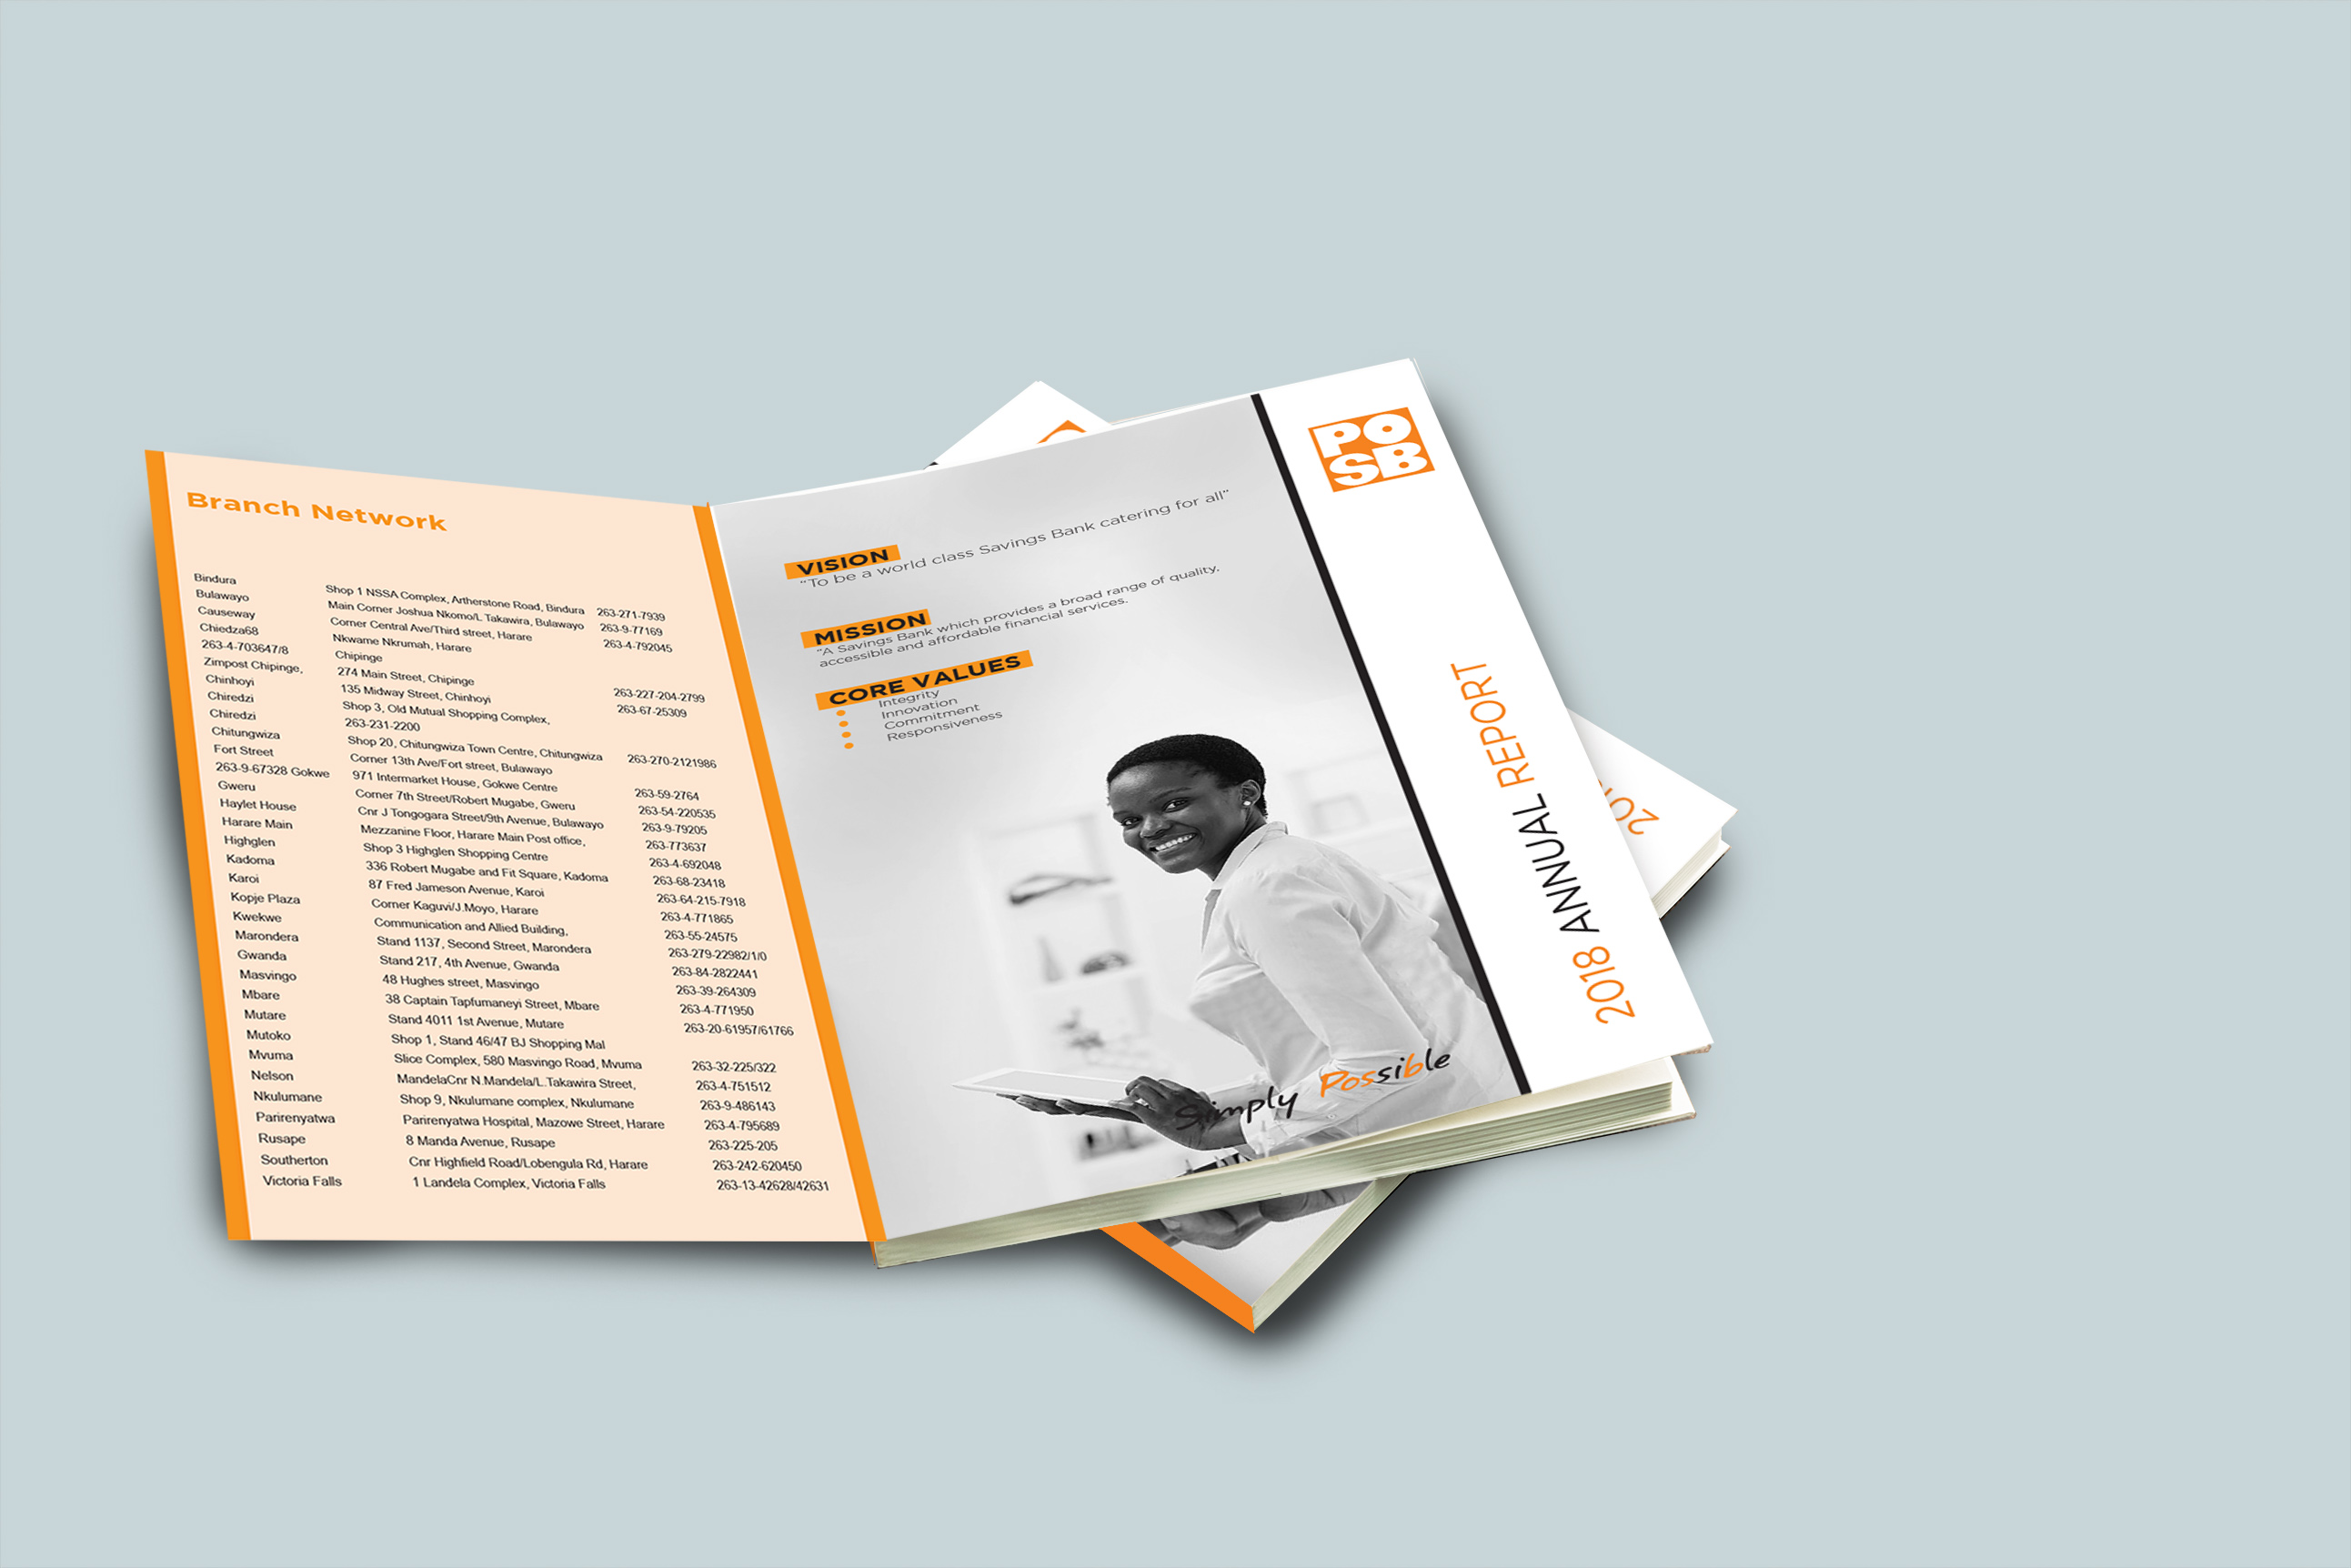 Branch Network
Bindura Shop 1 NSSA Complex, Artherstone Road, Bindura 263-271-7939
Bulawayo Main Corner Joshua Nkomo/L Takawira, Bulawayo 263-9-77169
Causeway Corner Central Ave/Third street, Harare 263-4-792045
Chiedza68 Nkwame Nkrumah, Harare
263-4-703647/8 Chipinge
Zimpost Chipinge, 274 Main Street, Chipinge 263-227-204-2799
Chinhoyi 135 Midway Street, Chinhoyi 263-67-25309
Chiredzi Shop 3, Old Mutual Shopping Complex,
Chiredzi 263-231-2200
Chitungwiza Shop 20, Chitungwiza Town Centre, Chitungwiza 263-270-2121986
Fort Street Corner 13th Ave/Fort street, Bulawayo
263-9-67328 Gokwe 971 Intermarket House, Gokwe Centre 263-59-2764
Gweru Corner 7th Street/Robert Mugabe, Gweru 263-54-220535
Haylet House Cnr J Tongogara Street/9th Avenue, Bulawayo 263-9-79205
Harare Main Mezzanine Floor, Harare Main Post office, 263-773637
Highglen Shop 3 Highglen Shopping Centre 263-4-692048
Kadoma 336 Robert Mugabe and Fit Square, Kadoma 263-68-23418
Karoi 87 Fred Jameson Avenue, Karoi 263-64-215-7918
Kopje Plaza Corner Kaguvi/J.Moyo, Harare 263-4-771865
Kwekwe Communication and Allied Building, 263-55-24575
Marondera Stand 1137, Second Street, Marondera 263-279-22982/1/0
Gwanda Stand 217, 4th Avenue, Gwanda 263-84-2822441
Masvingo 48 Hughes street, Masvingo 263-39-264309
Mbare 38 Captain Tapfumaneyi Street, Mbare 263-4-771950
Mutare Stand 4011 1st Avenue, Mutare 263-20-61957/61766
Mutoko Shop 1, Stand 46/47 BJ Shopping Mal
Mvuma Slice Complex, 580 Masvingo Road, Mvuma 263-32-225/322
Nelson MandelaCnr N.Mandela/L.Takawira Street, 263-4-751512
Nkulumane Shop 9, Nkulumane complex, Nkulumane 263-9-486143
Parirenyatwa Parirenyatwa Hospital, Mazowe Street, Harare 263-4-795689
Rusape 8 Manda Avenue, Rusape 263-225-205
Southerton Cnr Highfield Road/Lobengula Rd, Harare 263-242-620450
Victoria Falls 1 Landela Complex, Victoria Falls 263-13-42628/42631
VISION
"To be a world class Savings Bank catering for all"
MISSION
"A Savings Bank which provides a broad range of quality,
accessible and affordable financial services.
CORE VALUES
Integrity
Innovation
Commitment
Responsiveness
Simply Possible
PO
SB
2018 ANNUAL REPORT